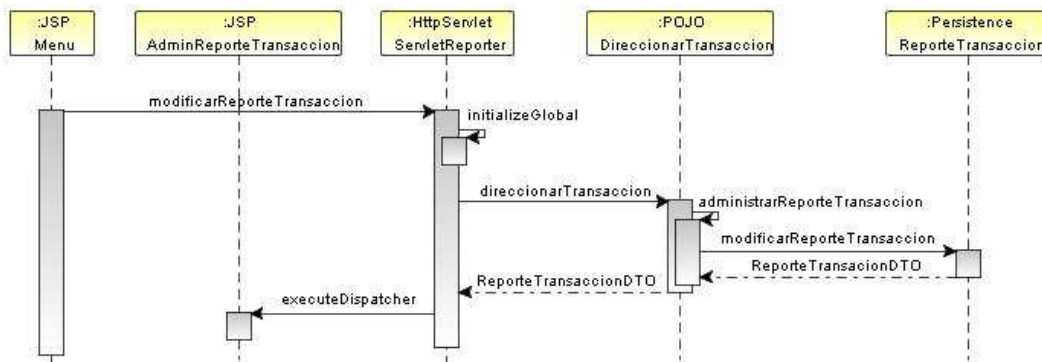 :JSP
Menu
:JSP
AdminReporteTransaccion
:HttpServlet
ServletReporter
:POJO
DireccionarTransaccion
:Persistence
ReporteTransaccion
modificarReporteTransaccion
initializeGlobal
direccionarTransaccion
administrarReporteTransaccion
modificarReporteTransaccion
ReporteTransacionDTO
ReporteTransaccionDTO
executeDispatcher